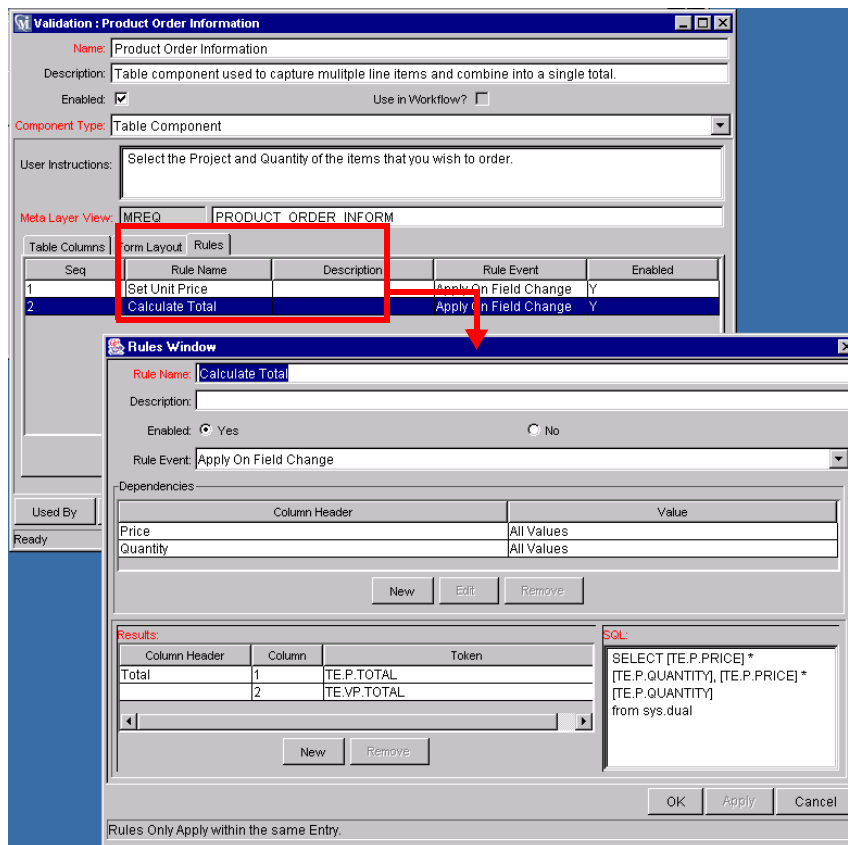 Validation : Product Order Information
Name: Product Order Information
Description: Table component used to capture mulitple line items and combine into a single total.
Enabled: Use in Workflow?
Component Type: Table Component
User Instructions: Select the Project and Quantity of the items that you wish to order.
Meta Layer View: MREQ PRODUCT_ORDER_INFORM
Table Columns Form Layout Rules
Seq Rule Name Description Rule Event Enabled
1 Set Unit Price Apply On Field Change Y
2 Calculate Total Apply On Field Change Y
Rules Window
Rule Name: Calculate Total
Description:
Enabled: Yes No
Rule Event: Apply On Field Change
Dependencies
Column Header Value
Price All Values
Quantity All Values
New Edit Remove
Used By
Ready
Results:
Column Header Column Token
Total 1 TE.P.TOTAL
2 TE.VP.TOTAL
New Remove
SQL:
SELECT [TE.P.PRICE] *
[TE.P.QUANTITY], [TE.P.PRICE] *
[TE.P.QUANTITY]
from sys.dual
OK Apply Cancel
Rules Only Apply within the same Entry.